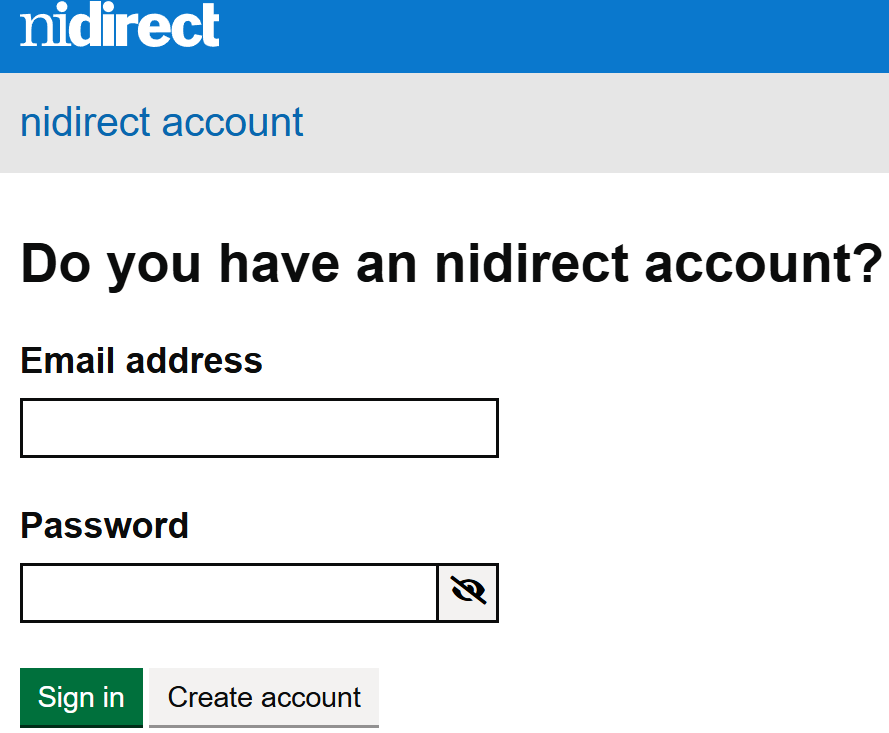 nidirect
nidirect account
Do you have an nidirect account?
Email address
Password
Sign in
Create account